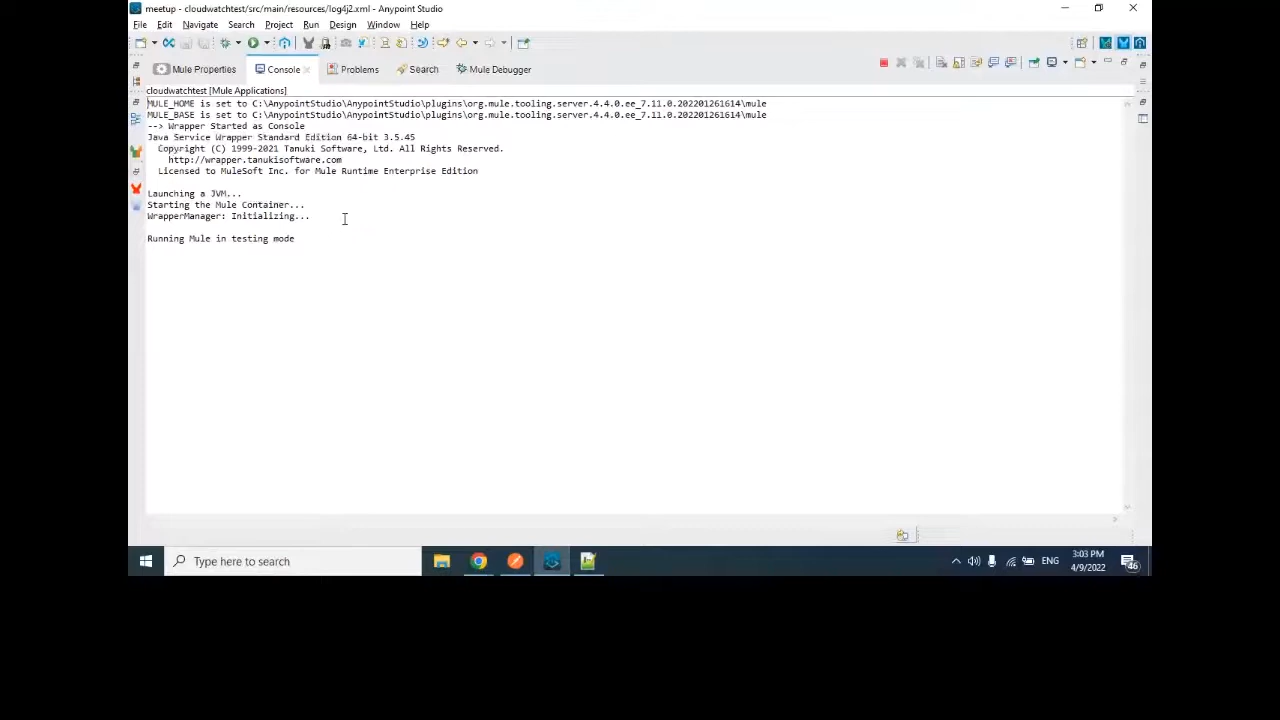 meetup - cloudwatchtest/src/main/resources/log4j2.xml - Anypoint Studio
File Edit Navigate Search Project Run Design Window Help
Mule Properties Console Problems Search Mule Debugger
cloudwatchtest [Mule Applications]
MULE_HOME is set to C:\AnypointStudio\AnypointStudio\plugins\org.mule.tooling.server.4.4.0.ee_7.11.0.202201261614\mule
MULE_BASE is set to C:\AnypointStudio\AnypointStudio\plugins\org.mule.tooling.server.4.4.0.ee_7.11.0.202201261614\mule
--> Wrapper Started as Console
Java Service Wrapper Standard Edition 64-bit 3.5.45
Copyright (C) 1999-2021 Tanuki Software, Ltd. All Rights Reserved.
http://wrapper.tanukisoftware.com
Licensed to MuleSoft Inc. for Mule Runtime Enterprise Edition
Launching a JVM...
Starting the Mule Container...
WrapperManager: Initializing...
Running Mule in testing mode
Type here to search
ENG
3:03 PM
4/9/2022
46